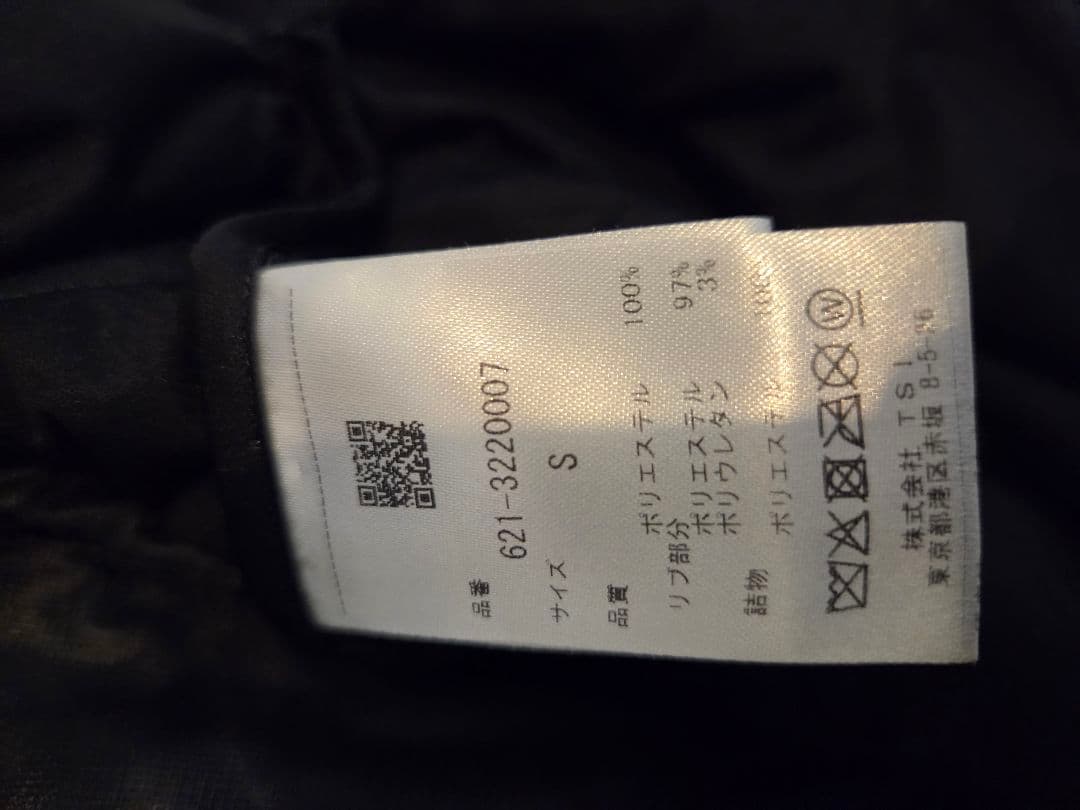 品番 621-3220007
サイズ S
品質 ポリエステル 100%
リブ部分
ポリエステル 97%
ポリウレタン 3%
詰物 ポリエステル 100%
W
株式会社 TSI
東京都港区赤坂 8-5-